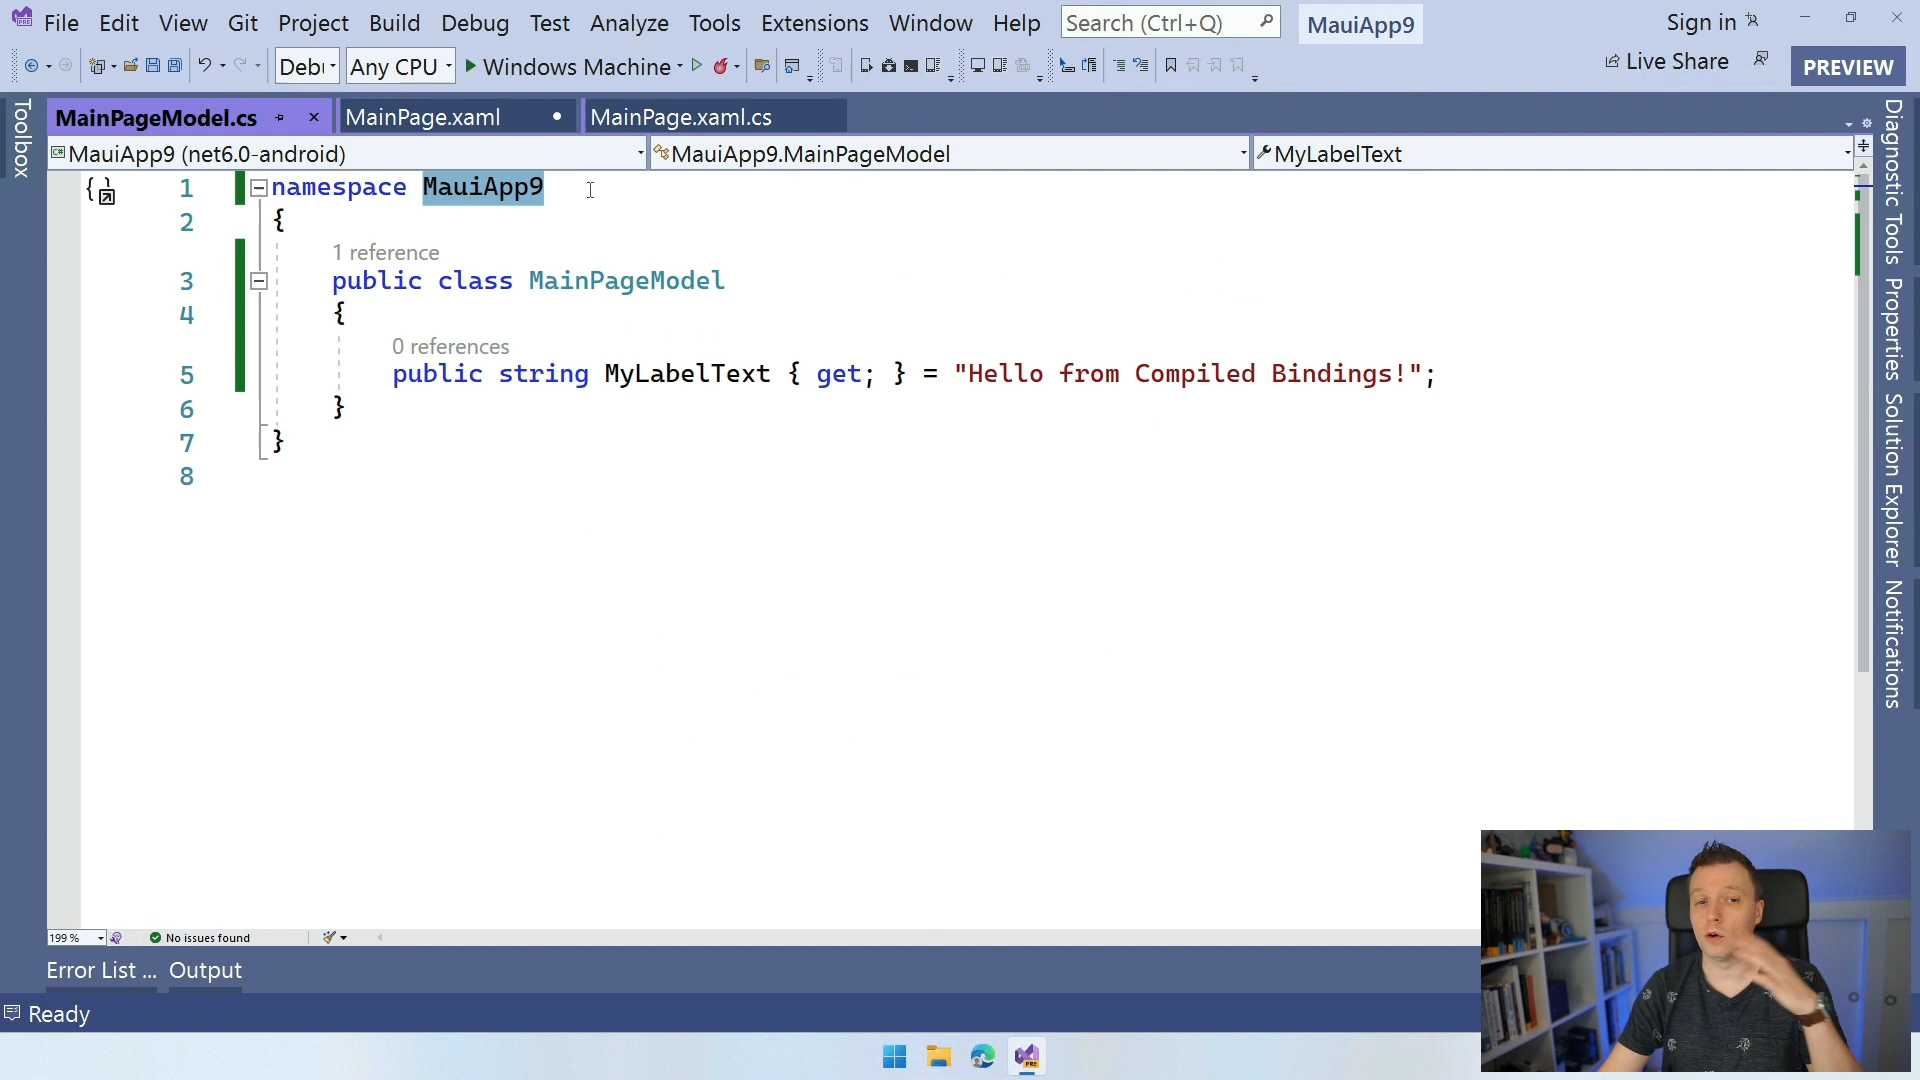 File Edit View Git Project Build Debug Test Analyze Tools Extensions Window Help Search (Ctrl+Q) MauiApp9 Sign in
Any CPU Windows Machine Live Share PREVIEW
Toolbox
MainPageModel.cs MainPage.xaml MainPage.xaml.cs
MauiApp9 (net6.0-android) MauiApp9.MainPageModel MyLabelText
1 namespace MauiApp9
2 {
1 reference
3 public class MainPageModel
4 {
0 references
5 public string MyLabelText { get; } = "Hello from Compiled Bindings!";
6 }
7 }
8
Diagnostic Tools
Properties
Solution Explorer
Notifications
199 % No issues found
Error List ... Output
Ready